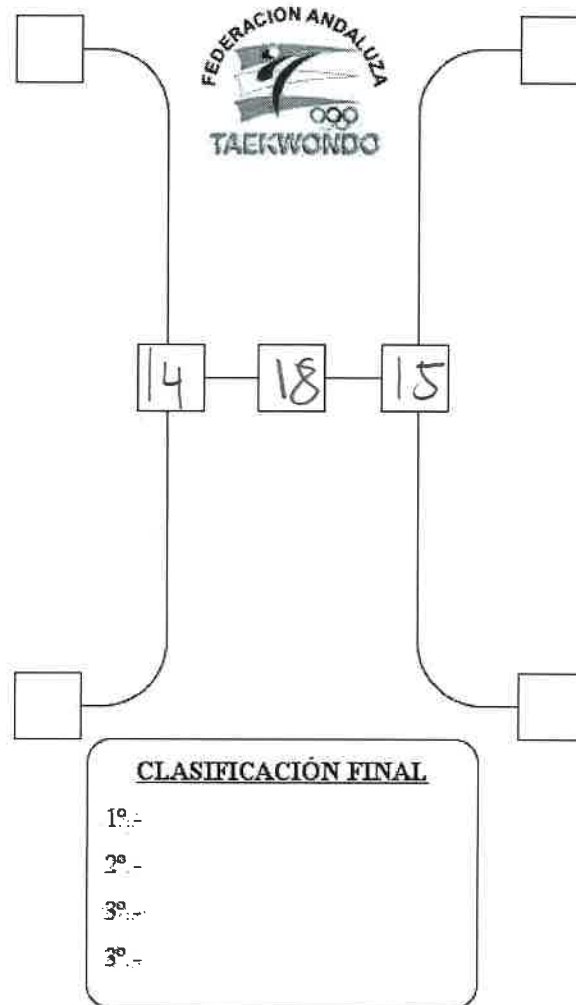 FEDERACION ANDALUZA
TAEKWONDO
14 18 15
CLASIFICACIÓN FINAL
1º.-
2º.-
3º.-
3º.-